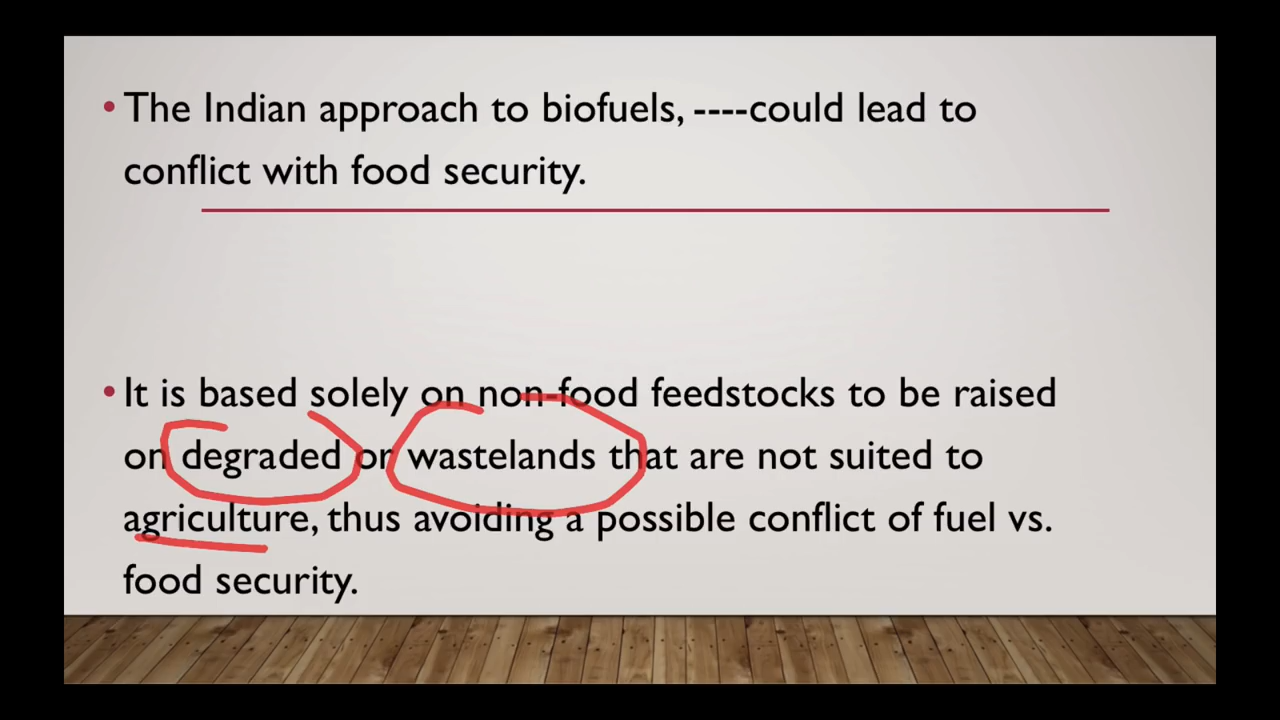 • The Indian approach to biofuels, ----could lead to
conflict with food security.
• It is based solely on non-food feedstocks to be raised
on degraded or wastelands that are not suited to
agriculture, thus avoiding a possible conflict of fuel vs.
food security.